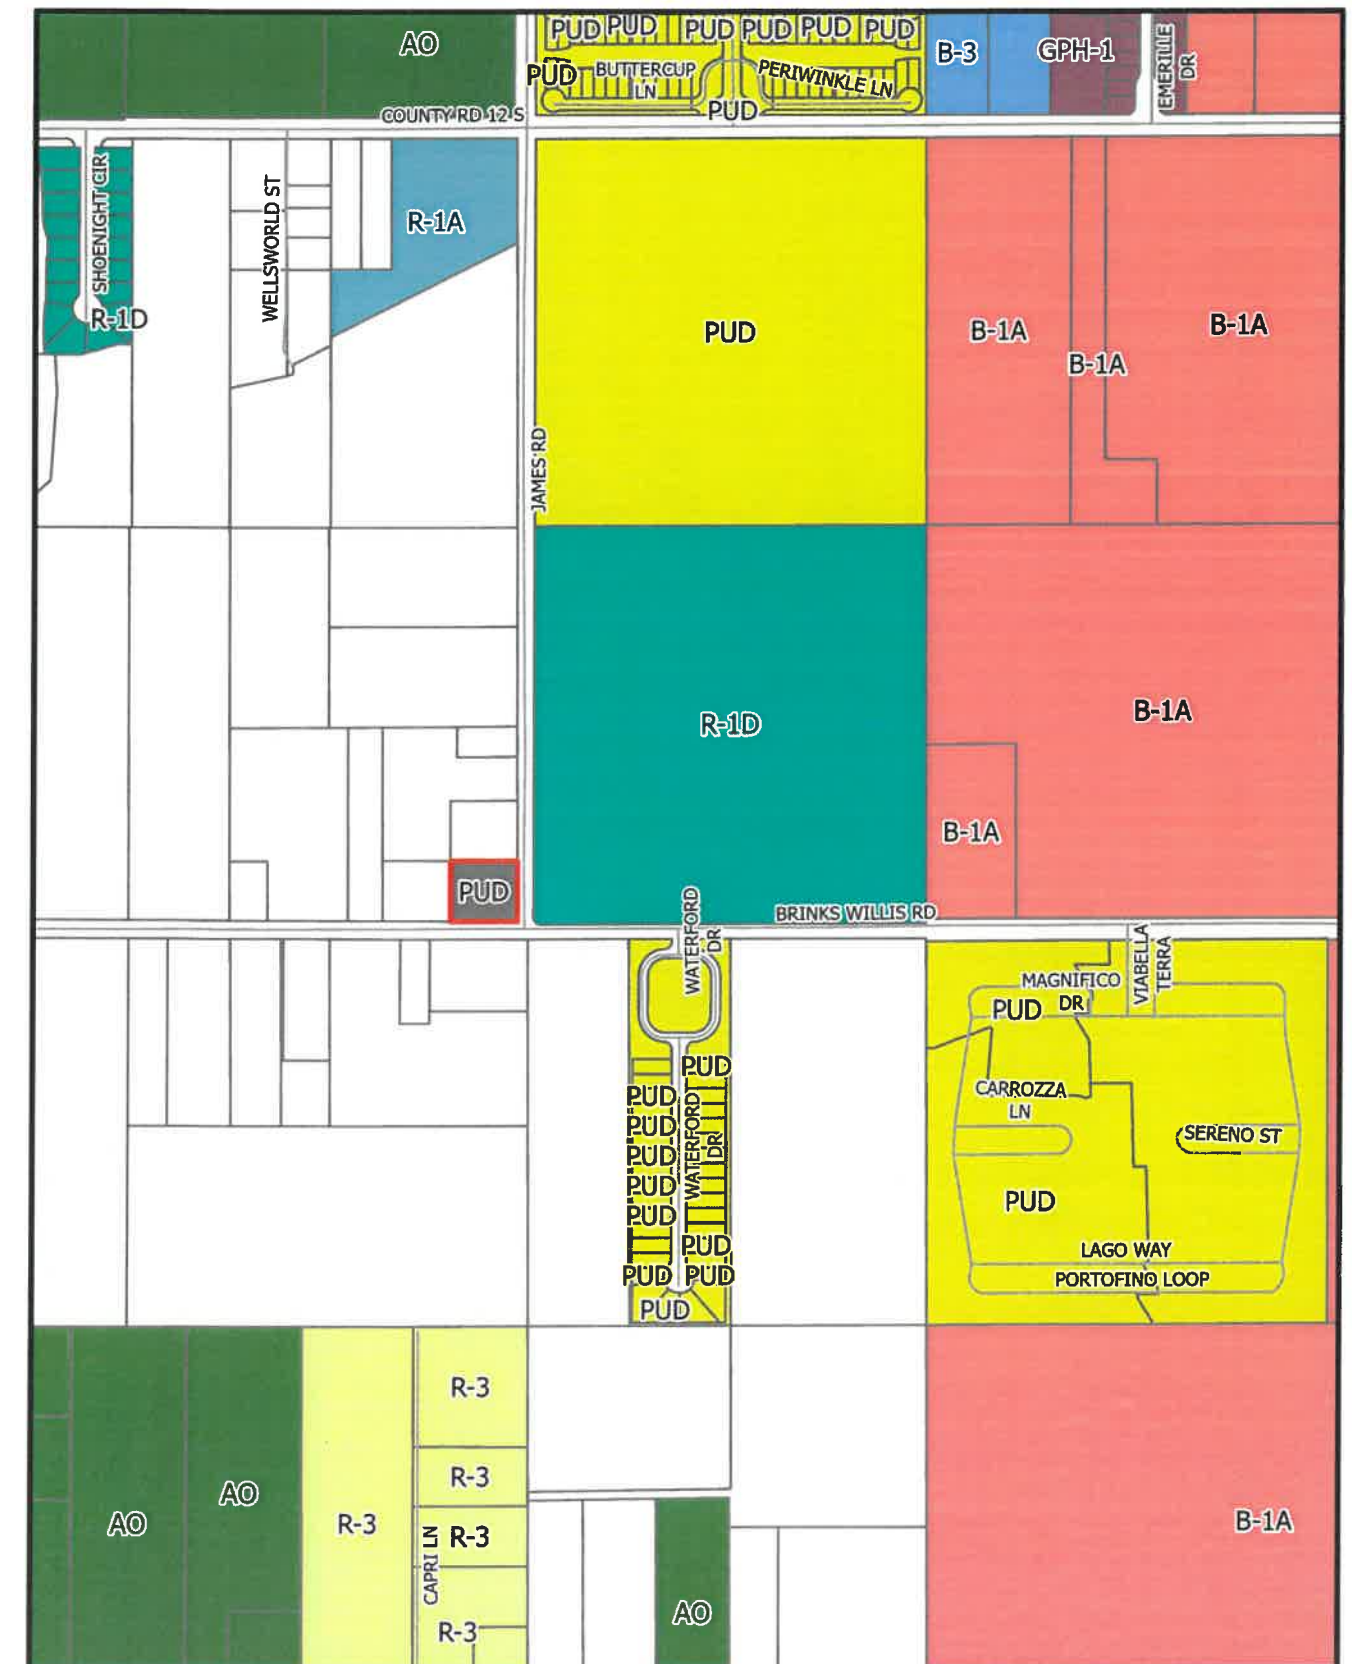 AO
PUD
PUD
PUD
PUD
PUD
PUD
B-3
GPH-1
EMERILLE
DR
PUD
BUTTERCUP
LN
PERIWINKLE LN
PUD
COUNTY RD 12 S
SHOENIGHT CIR
R-1D
WELLSWORLD ST
R-1A
PUD
B-1A
B-1A
B-1A
JAMES RD
R-1D
B-1A
B-1A
PUD
BRINKS WILLIS RD
WATERFORD
DR
VIABELLA
TERRA
MAGNIFICO
DR
PUD
CARROZZA
LN
SERENO ST
PUD
LAGO WAY
PORTOFINO LOOP
PUD
PUD
PUD
PUD
PUD
PUD
WATERFORDT
DR
PUD
PUD
PUD
PUD
R-3
R-3
R-3
R-3
R-3
CAPRI LN
AO
AO
AO
B-1A